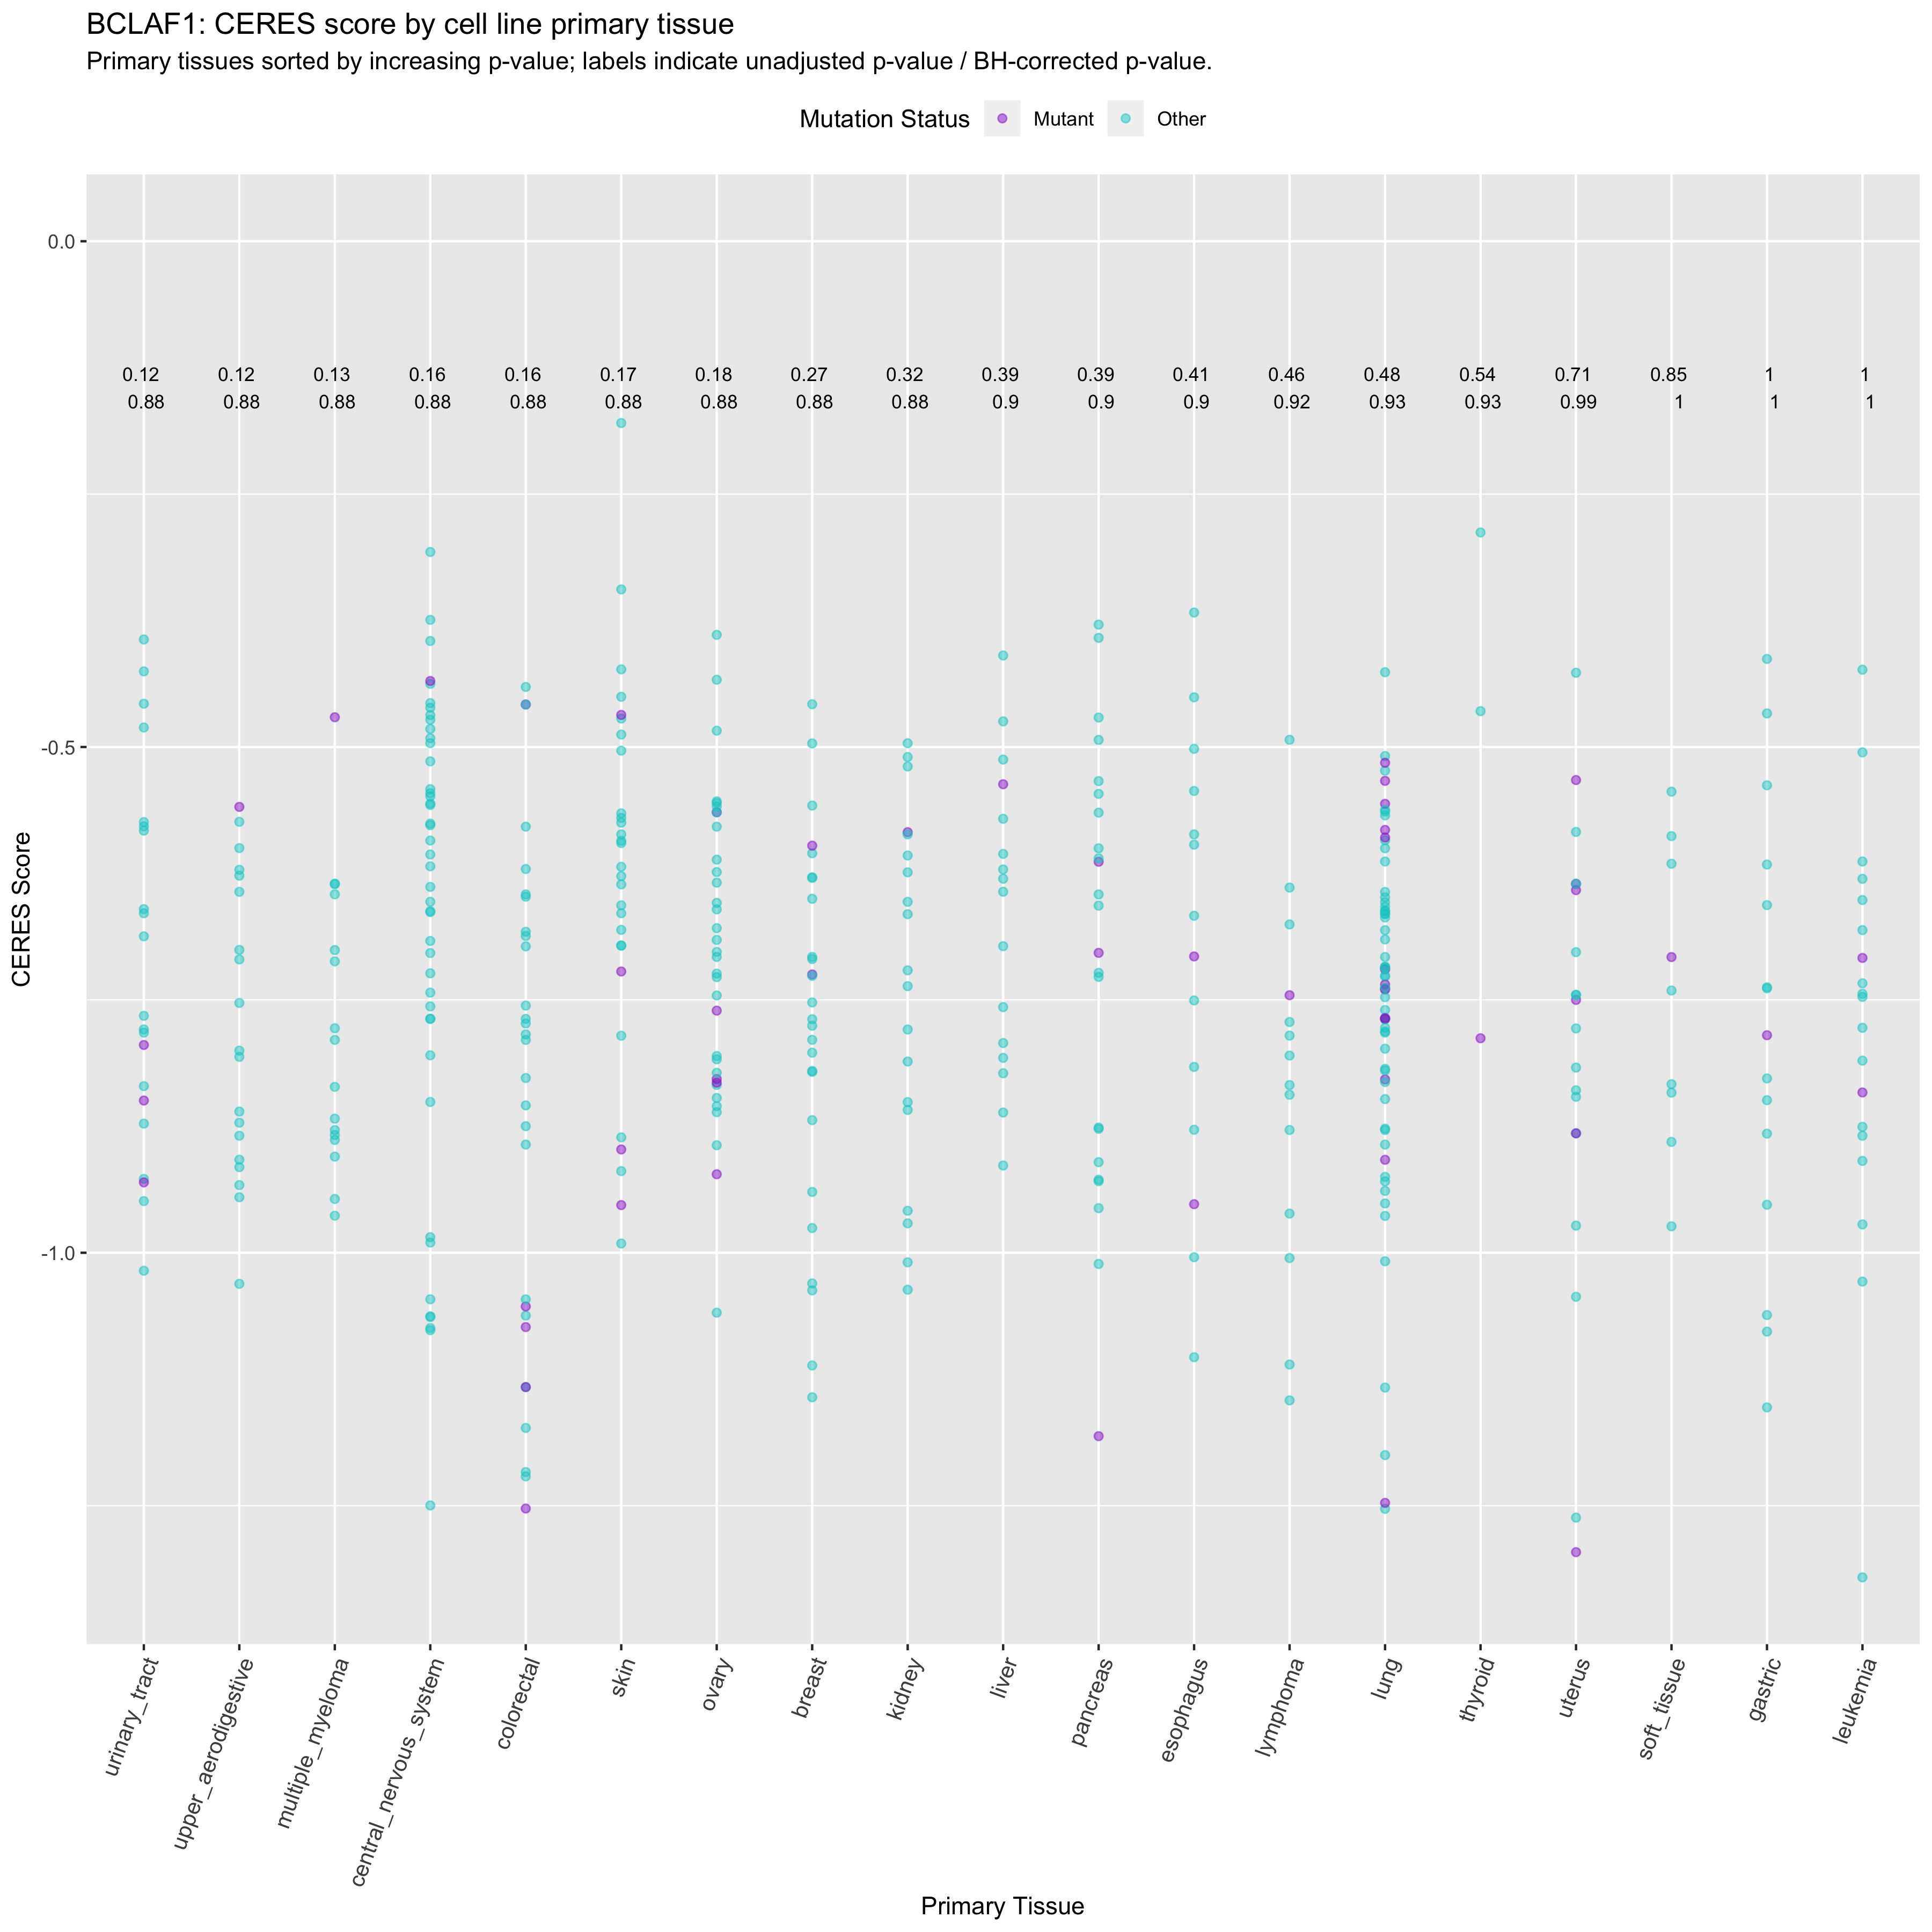 BCLAF1: CERES score by cell line primary tissue
Primary tissues sorted by increasing p-value; labels indicate unadjusted p-value / BH-corrected p-value.
Mutation Status Mutant Other
0.0
0.12 0.12 0.13 0.16 0.16 0.17 0.18 0.27 0.32 0.39 0.39 0.41 0.46 0.48 0.54 0.71 0.85 1 1
0.88 0.88 0.88 0.88 0.88 0.88 0.88 0.88 0.88 0.9 0.9 0.9 0.92 0.93 0.93 0.99 1 1 1
-0.5
CERES Score
-1.0
urinary_tract
upper_aerodigestive
multiple_myeloma
central_nervous_system
colorectal
skin
ovary
breast
kidney
liver
pancreas
esophagus
lymphoma
lung
thyroid
uterus
soft_tissue
gastric
leukemia
Primary Tissue